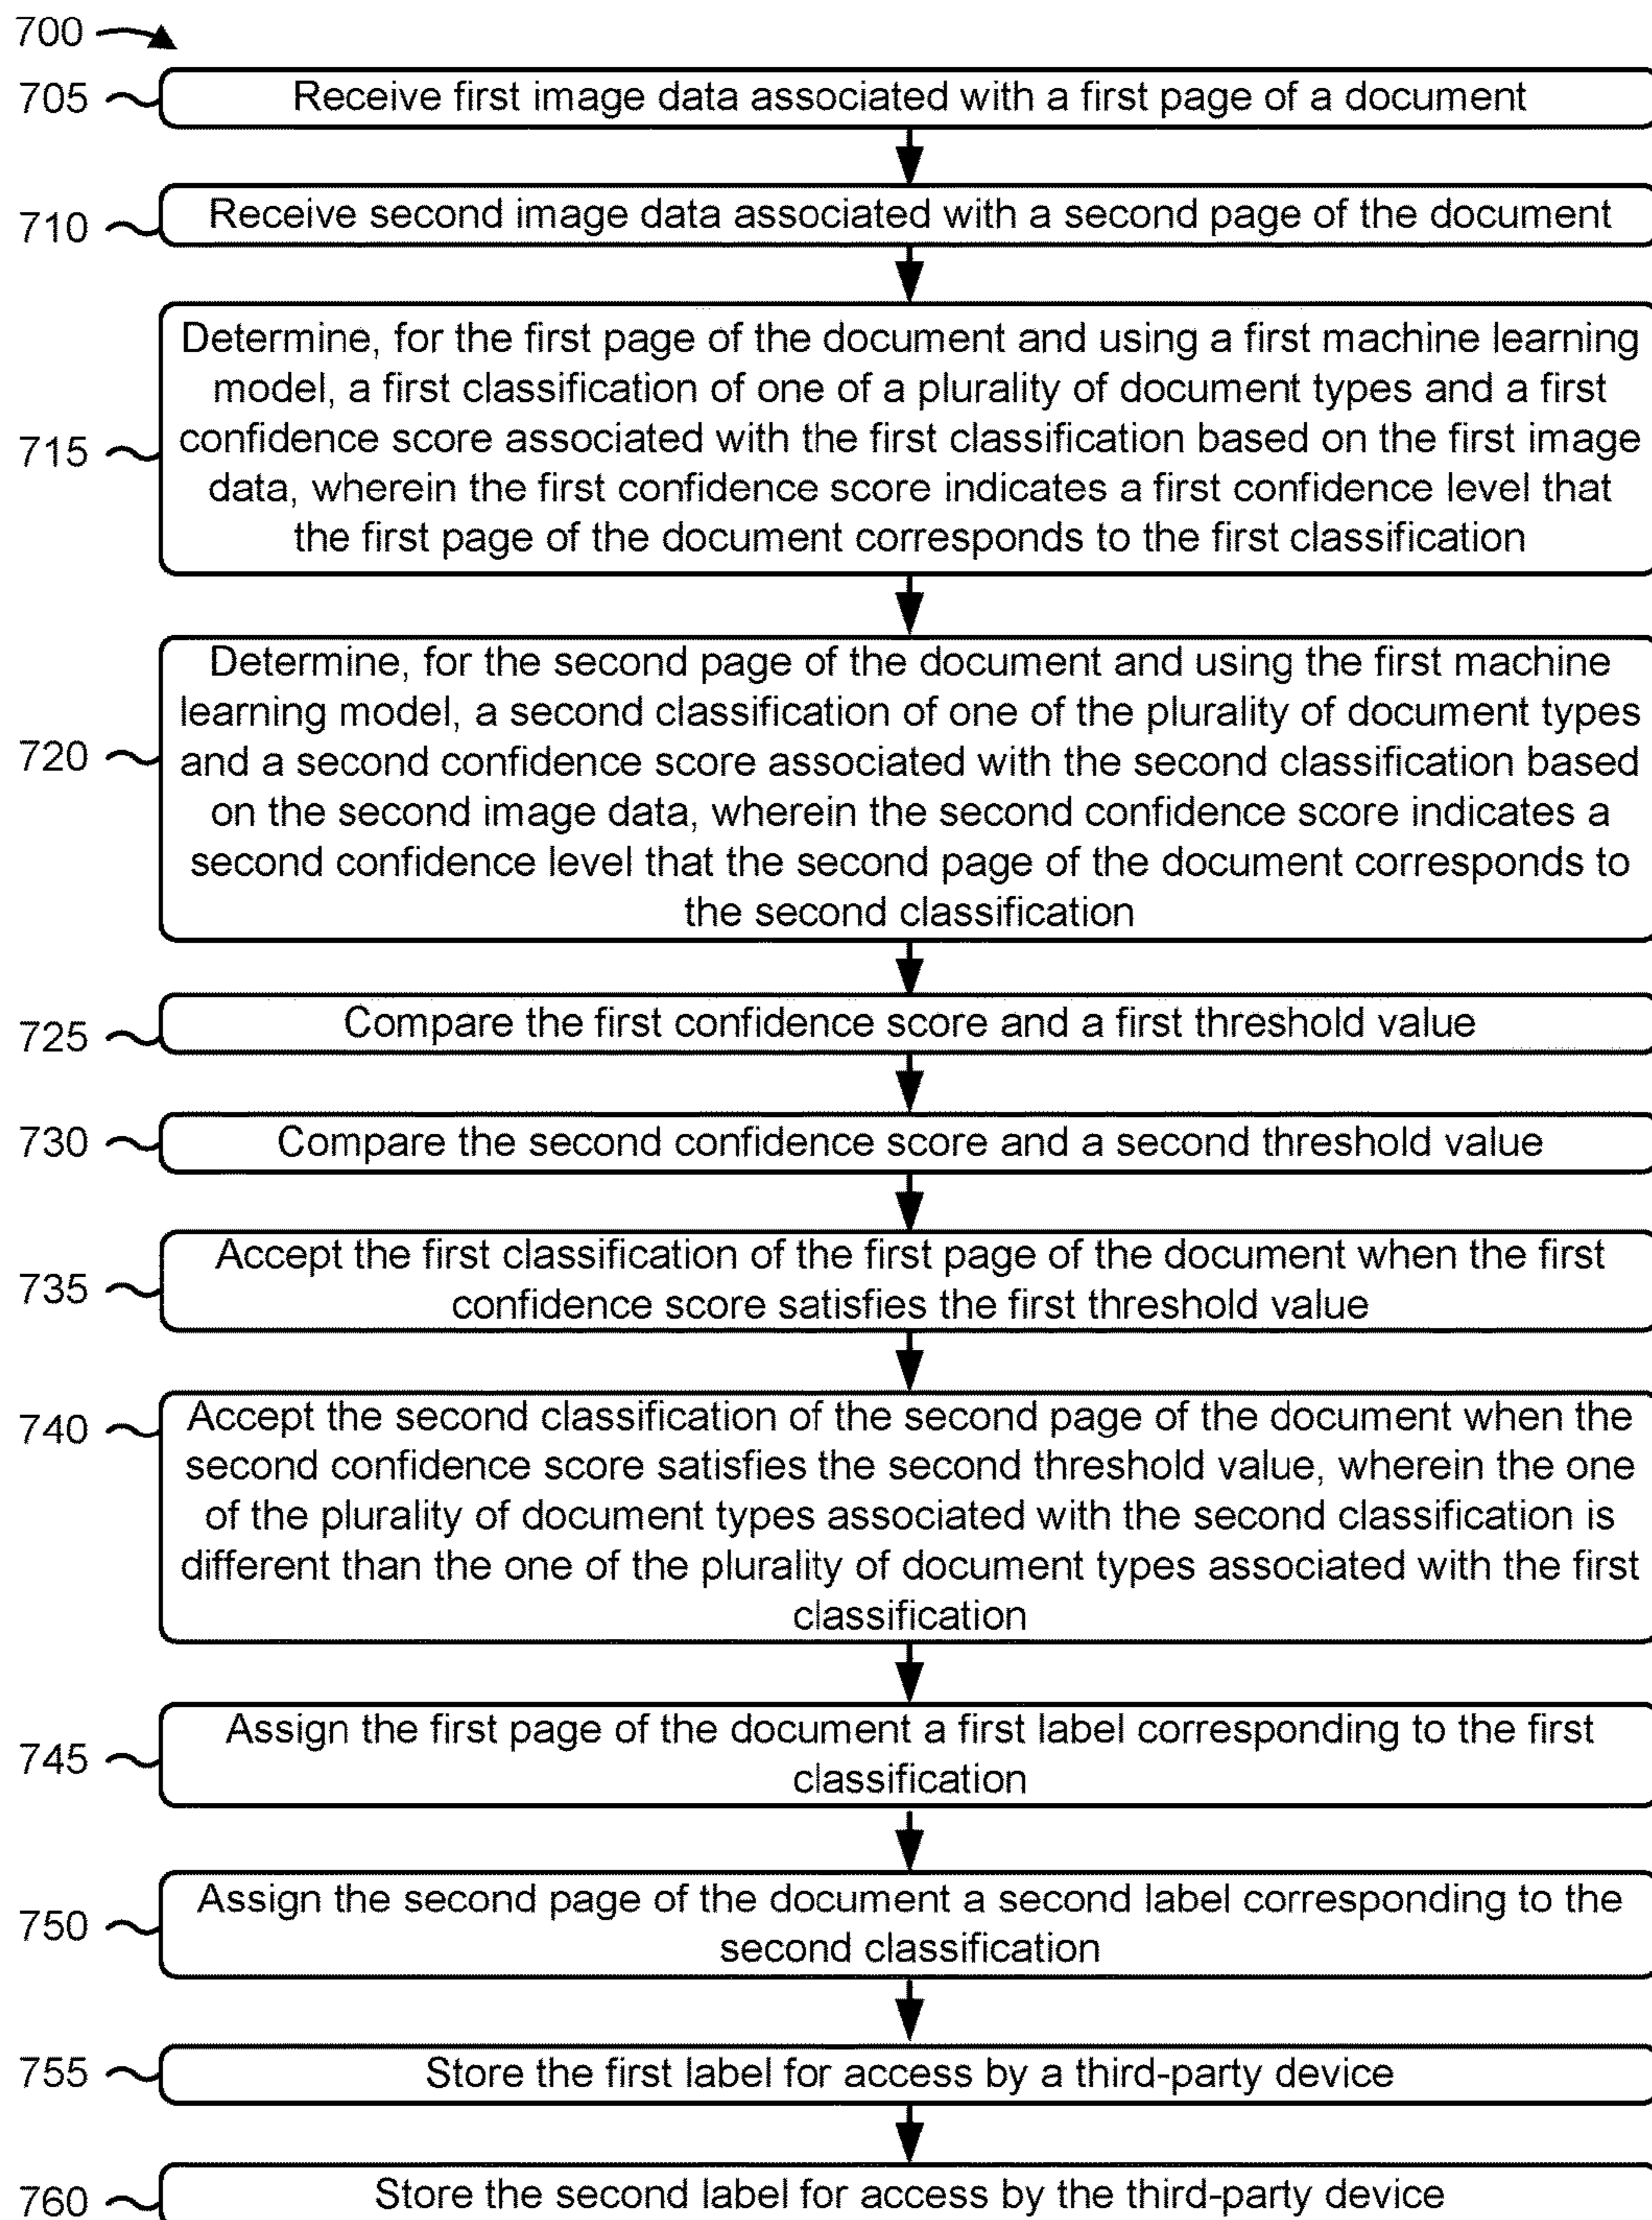 700
705 Receive first image data associated with a first page of a document
710 Receive second image data associated with a second page of the document
Determine, for the first page of the document and using a first machine learning
model, a first classification of one of a plurality of document types and a first
715 confidence score associated with the first classification based on the first image
data, wherein the first confidence score indicates a first confidence level that
the first page of the document corresponds to the first classification
Determine, for the second page of the document and using the first machine
learning model, a second classification of one of the plurality of document types
720 and a second confidence score associated with the second classification based
on the second image data, wherein the second confidence score indicates a
second confidence level that the second page of the document corresponds to
the second classification
725 Compare the first confidence score and a first threshold value
730 Compare the second confidence score and a second threshold value
Accept the first classification of the first page of the document when the first
735 confidence score satisfies the first threshold value
740 Accept the second classification of the second page of the document when the
second confidence score satisfies the second threshold value, wherein the one
of the plurality of document types associated with the second classification is
different than the one of the plurality of document types associated with the first
classification
Assign the first page of the document a first label corresponding to the first
745 classification
Assign the second page of the document a second label corresponding to the
750 second classification
755 Store the first label for access by a third-party device
760 Store the second label for access by the third-party device